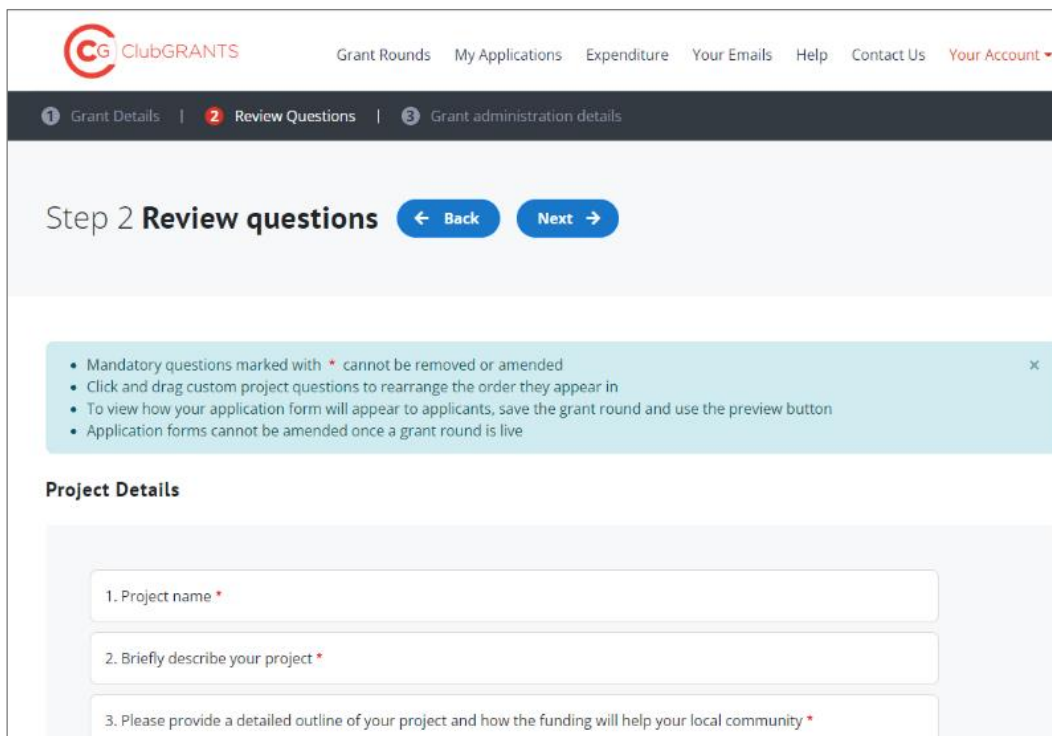 CG ClubGRANTS
Grant Rounds My Applications Expenditure Your Emails Help Contact Us Your Account
1 Grant Details | 2 Review Questions | 3 Grant administration details
Step 2 Review questions ← Back Next →
• Mandatory questions marked with * cannot be removed or amended ×
• Click and drag custom project questions to rearrange the order they appear in
• To view how your application form will appear to applicants, save the grant round and use the preview button
• Application forms cannot be amended once a grant round is live
Project Details
1. Project name *
2. Briefly describe your project *
3. Please provide a detailed outline of your project and how the funding will help your local community *